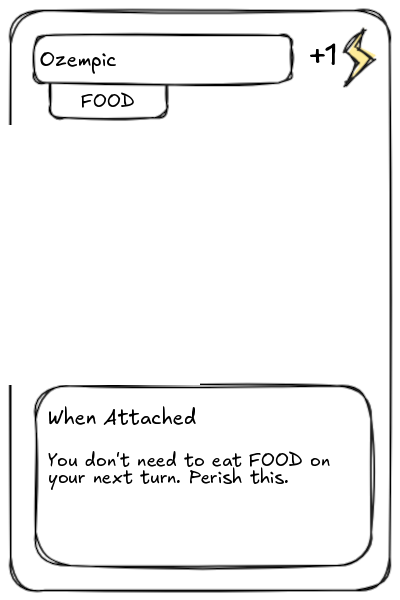 Ozempic
+1
FOOD
When Attached
You don't need to eat FOOD on
your next turn. Perish this.